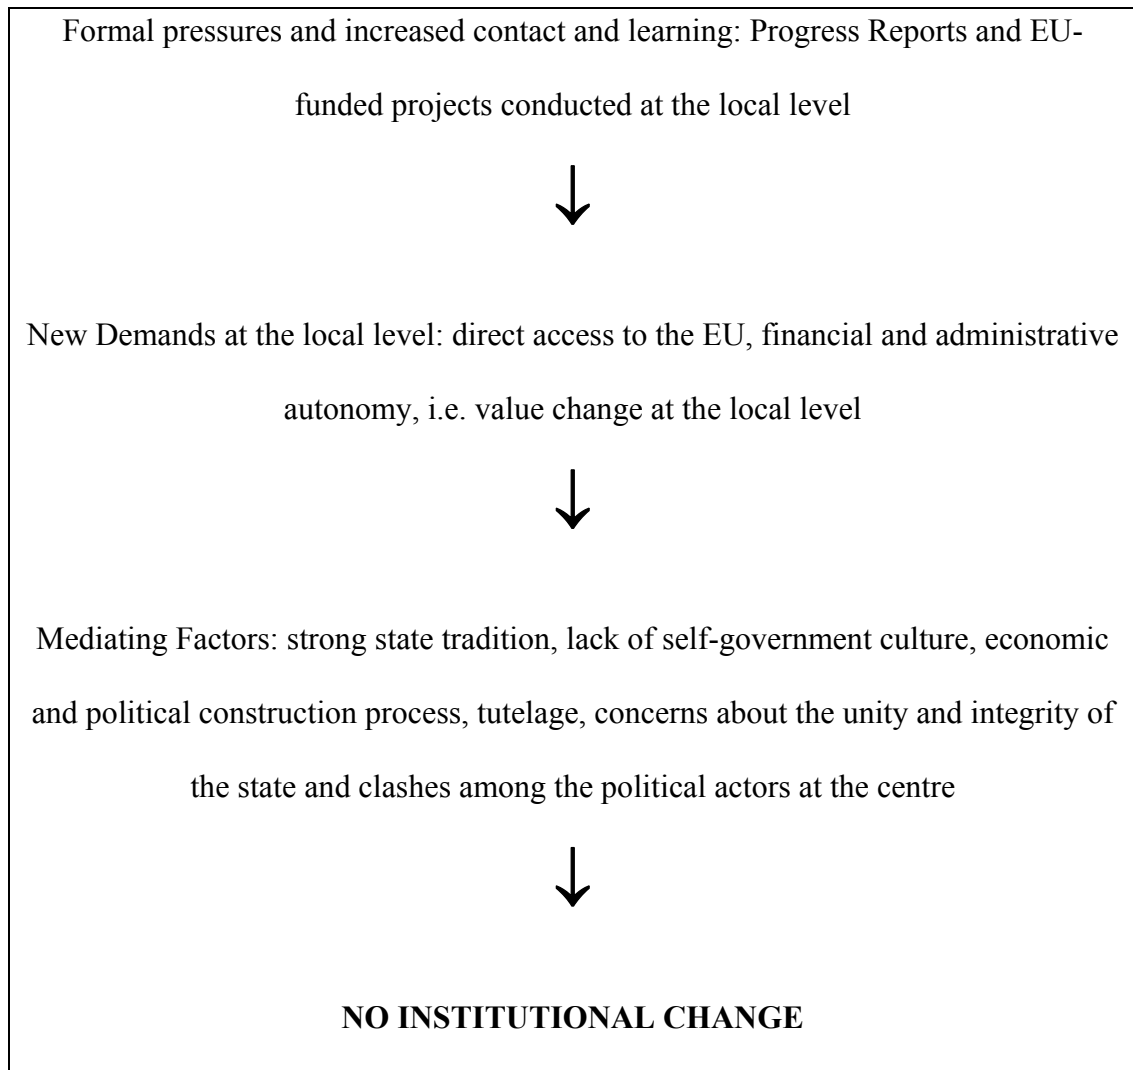 Formal pressures and increased contact and learning: Progress Reports and EU-
funded projects conducted at the local level
↓
New Demands at the local level: direct access to the EU, financial and administrative
autonomy, i.e. value change at the local level
↓
Mediating Factors: strong state tradition, lack of self-government culture, economic
and political construction process, tutelage, concerns about the unity and integrity of
the state and clashes among the political actors at the centre
↓
NO INSTITUTIONAL CHANGE